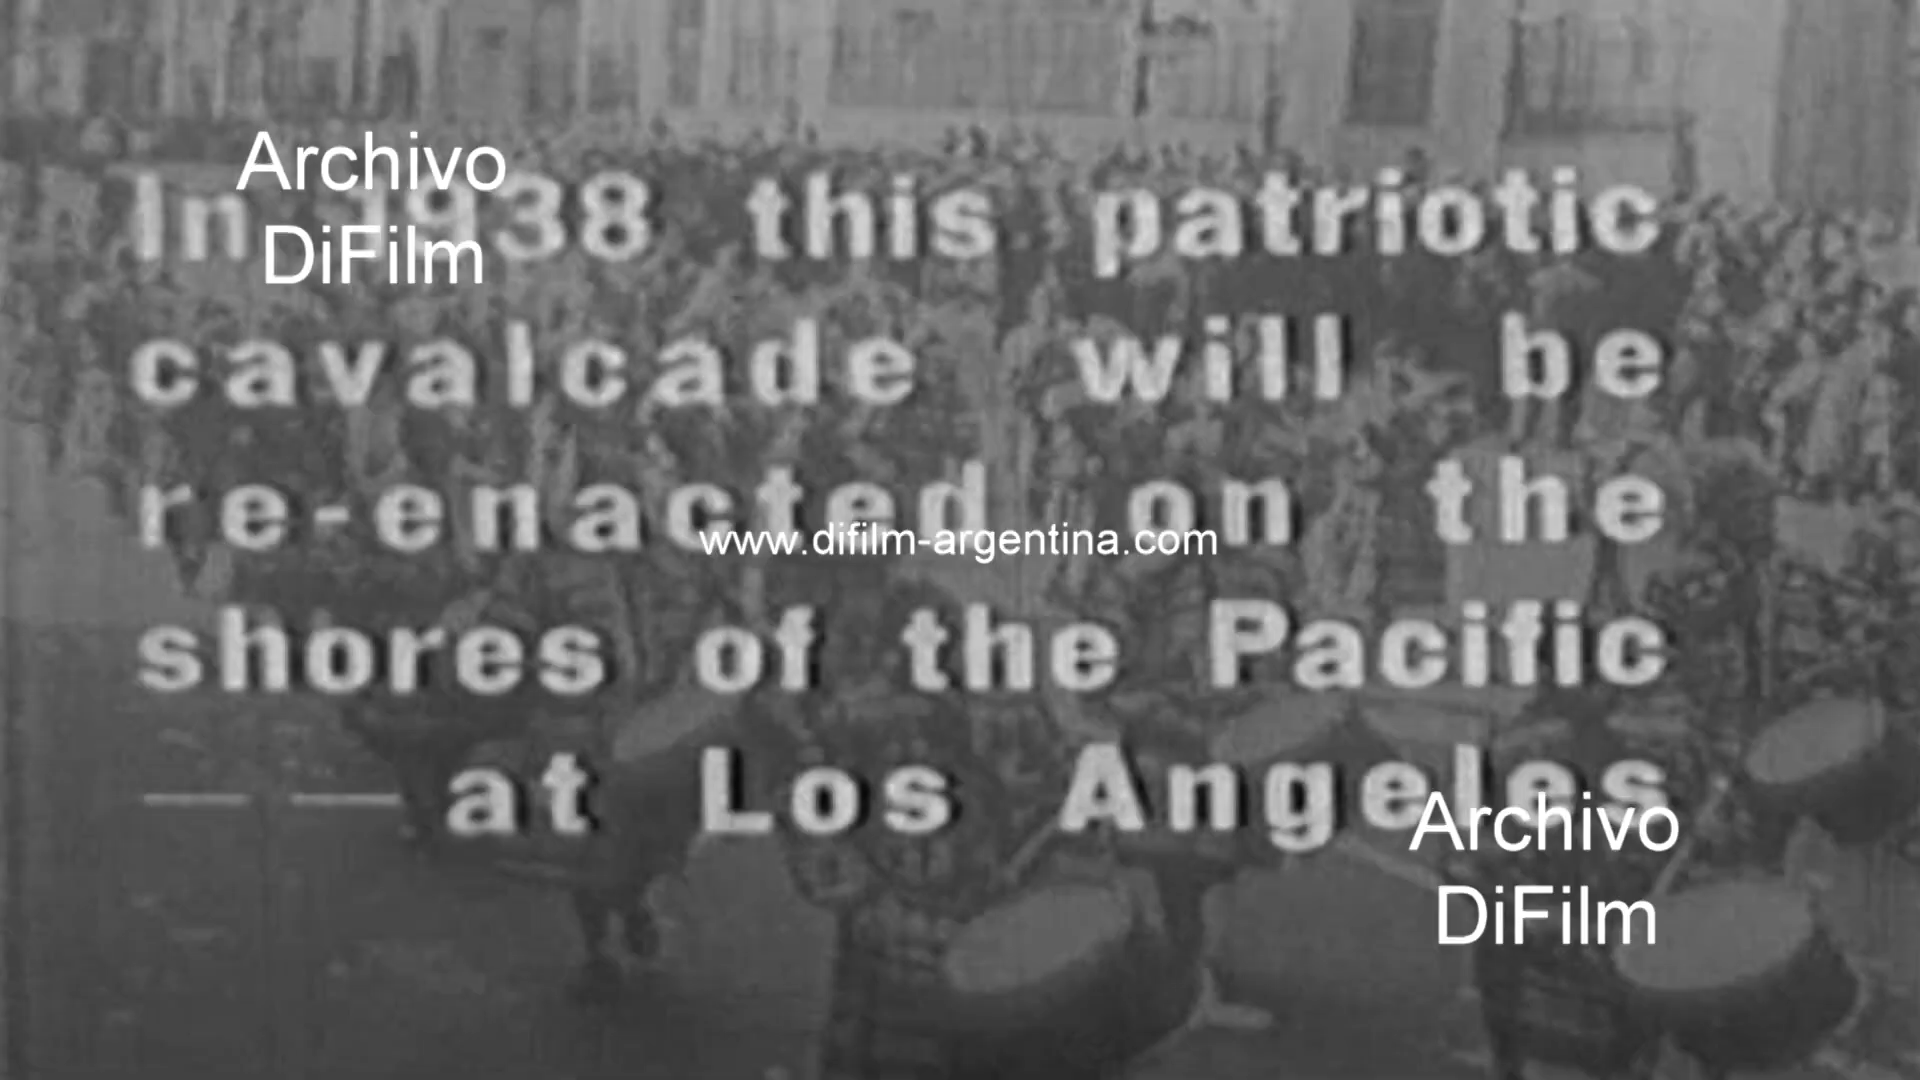 Archivo
DiFilm
In 1938 this patriotic
cavalcade will be
re-enacted on the
www.difilm-argentina.com
shores of the Pacific
— — at Los Angeles
Archivo
DiFilm